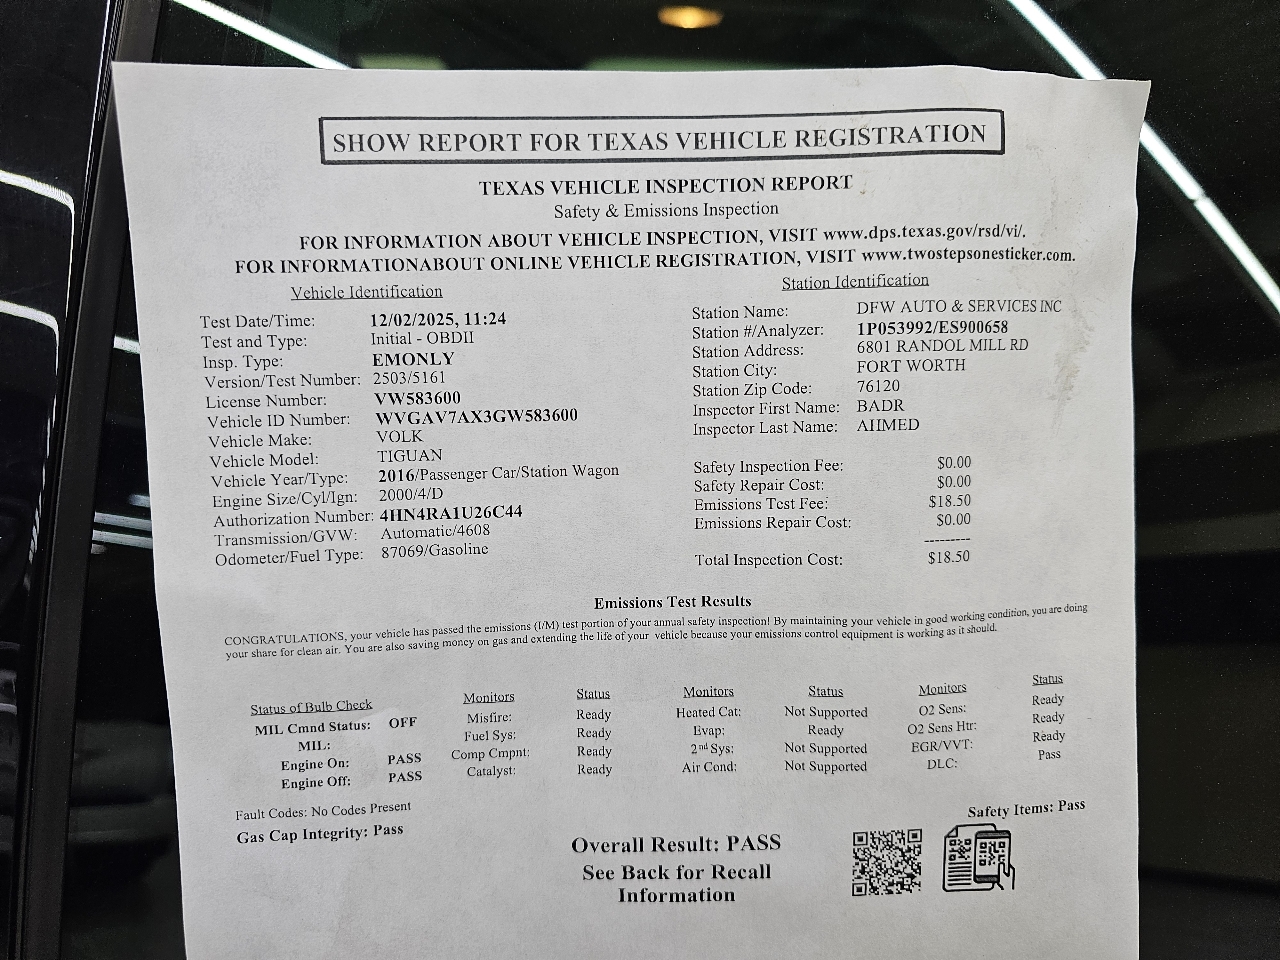 SHOW REPORT FOR TEXAS VEHICLE REGISTRATION
TEXAS VEHICLE INSPECTION REPORT
Safety & Emissions Inspection
FOR INFORMATION ABOUT VEHICLE INSPECTION, VISIT www.dps.texas.gov/rsd/vi/.
FOR INFORMATIONABOUT ONLINE VEHICLE REGISTRATION, VISIT www.twostepsonesticker.com.
Vehicle Identification
Test Date/Time: 12/02/2025, 11:24
Test and Type: Initial - OBDII
Insp. Type: EMONLY
Version/Test Number: 2503/5161
License Number: VW583600
Vehicle ID Number: WVGAV7AX3GW583600
Vehicle Make: VOLK
Vehicle Model: TIGUAN
Vehicle Year/Type: 2016/Passenger Car/Station Wagon
Engine Size/Cyl/Ign: 2000/4/D
Authorization Number: 4HN4RA1U26C44
Transmission/GVW: Automatic/4608
Odometer/Fuel Type: 87069/Gasoline
Station Identification
Station Name: DFW AUTO & SERVICES INC
Station #/Analyzer: 1P053992/ES900658
Station Address: 6801 RANDOL MILL RD
Station City: FORT WORTH
Station Zip Code: 76120
Inspector First Name: BADR
Inspector Last Name: AHMED
Safety Inspection Fee: $0.00
Safety Repair Cost: $0.00
Emissions Test Fee: $18.50
Emissions Repair Cost: $0.00
---------
Total Inspection Cost: $18.50
Emissions Test Results
CONGRATULATIONS, your vehicle has passed the emissions (I/M) test portion of your annual safety inspection! By maintaining your vehicle in good working condition, you are doing
your share for clean air. You are also saving money on gas and extending the life of your vehicle because your emissions control equipment is working as it should.
Status of Bulb Check
MIL Cmnd Status: OFF
MIL:
Engine On: PASS
Engine Off: PASS
Monitors Status
Misfire: Ready
Fuel Sys: Ready
Comp Cmpnt: Ready
Catalyst: Ready
Monitors Status
Heated Cat: Not Supported
Evap: Ready
2nd Sys: Not Supported
Air Cond: Not Supported
Monitors Status
O2 Sens: Ready
O2 Sens Htr: Ready
EGR/VVT: Ready
DLC: Pass
Fault Codes: No Codes Present
Gas Cap Integrity: Pass
Safety Items: Pass
Overall Result: PASS
See Back for Recall
Information